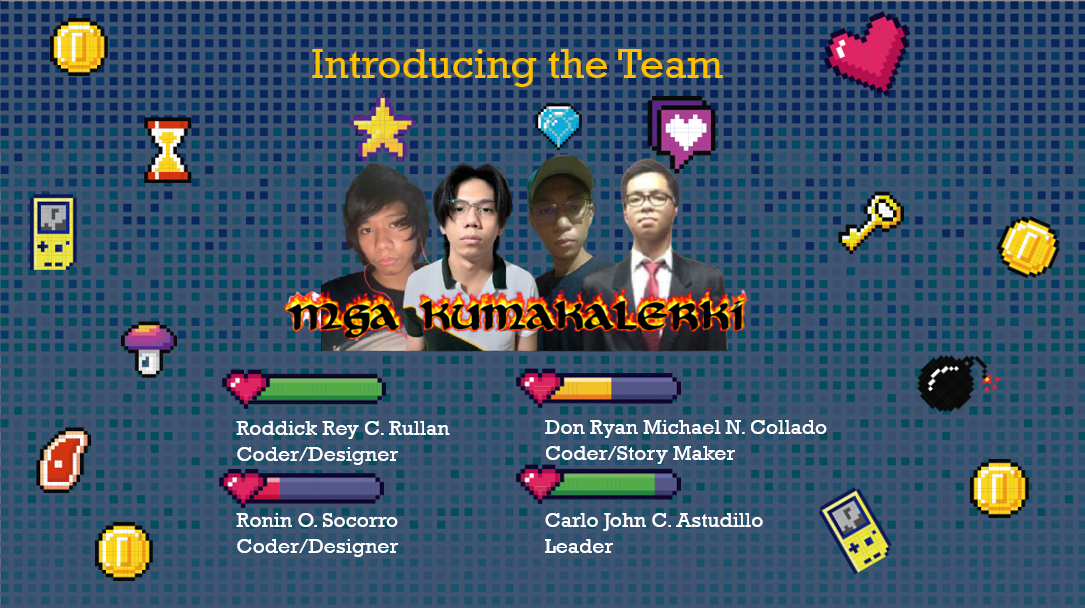 Introducing the Team
mga kumakalerki
Roddick Rey C. Rullan
Coder/Designer
Don Ryan Michael N. Collado
Coder/Story Maker
Ronin O. Socorro
Coder/Designer
Carlo John C. Astudillo
Leader